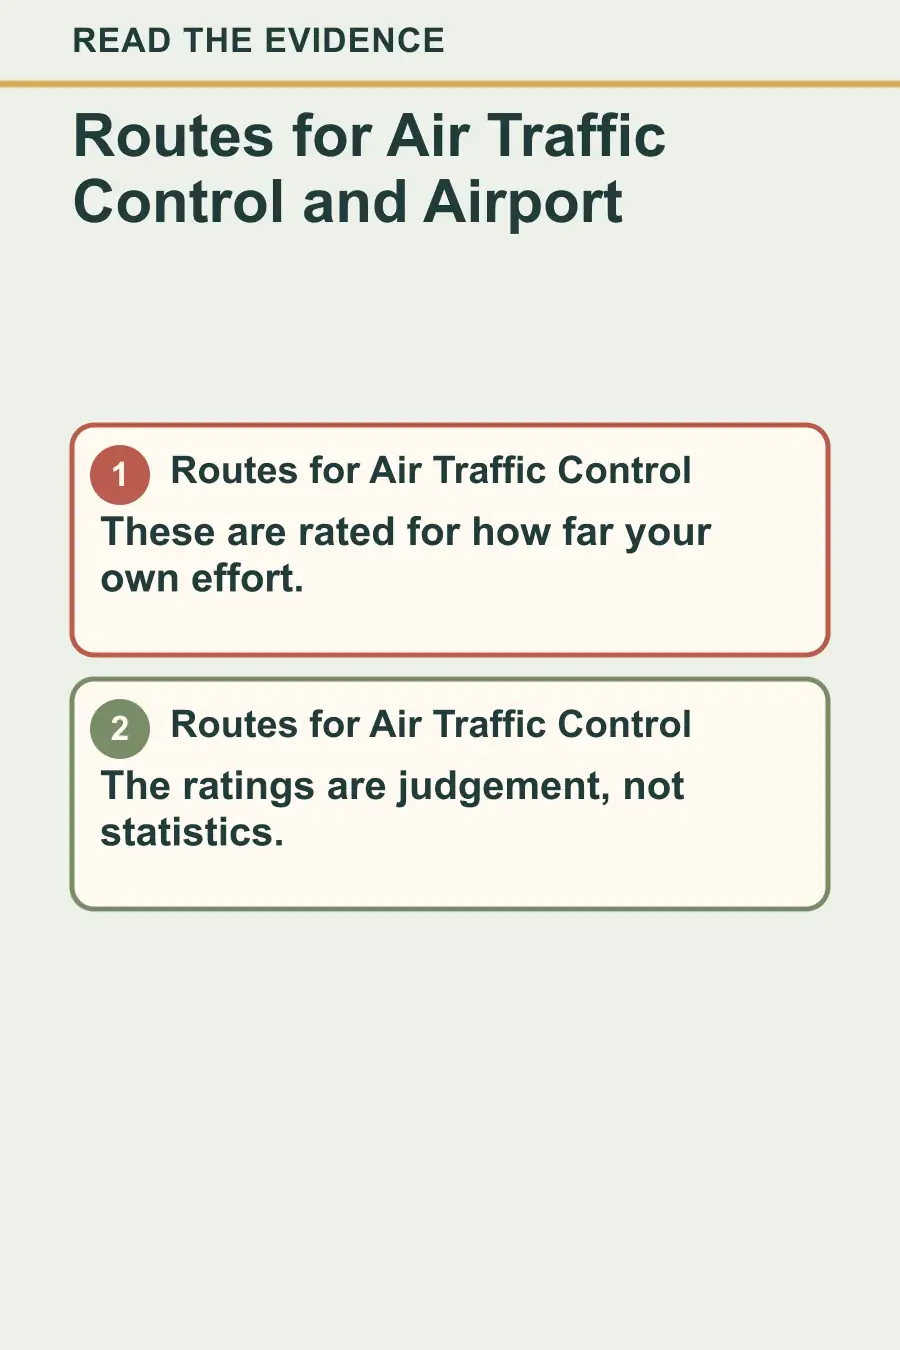 READ THE EVIDENCE
Routes for Air Traffic
Control and Airport
1 Routes for Air Traffic Control
These are rated for how far your
own effort.
2 Routes for Air Traffic Control
The ratings are judgement, not
statistics.